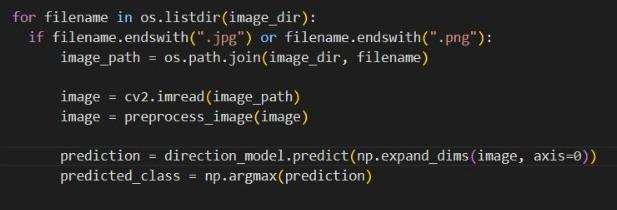 for filename in os.listdir(image_dir):
if filename.endswith(".jpg") or filename.endswith(".png"):
image_path = os.path.join(image_dir, filename)
image = cv2.imread(image_path)
image = preprocess_image(image)
prediction = direction_model.predict(np.expand_dims(image, axis=0))
predicted_class = np.argmax(prediction)